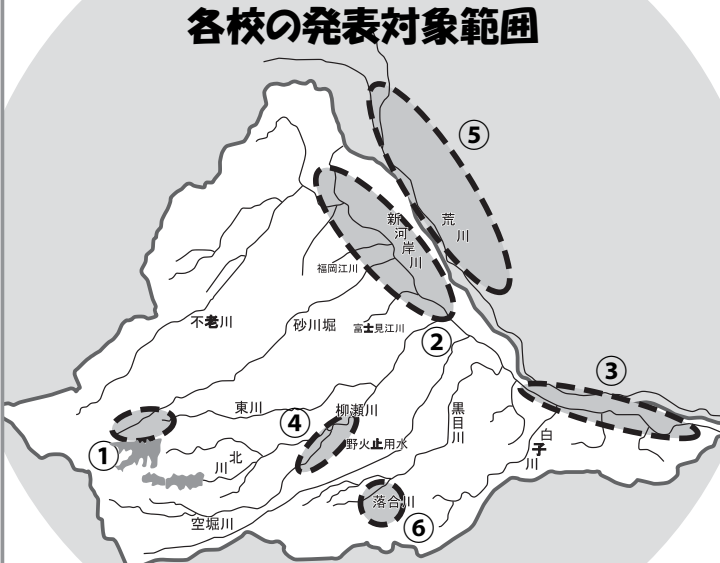 各校の発表対象範囲
⑤
荒川
新河岸川
福岡江川
不老川
砂川堀
富士見江川
②
③
東川
④
柳瀬川
黒目川
白子川
①
北川
野火止用水
落合川
空堀川
⑥